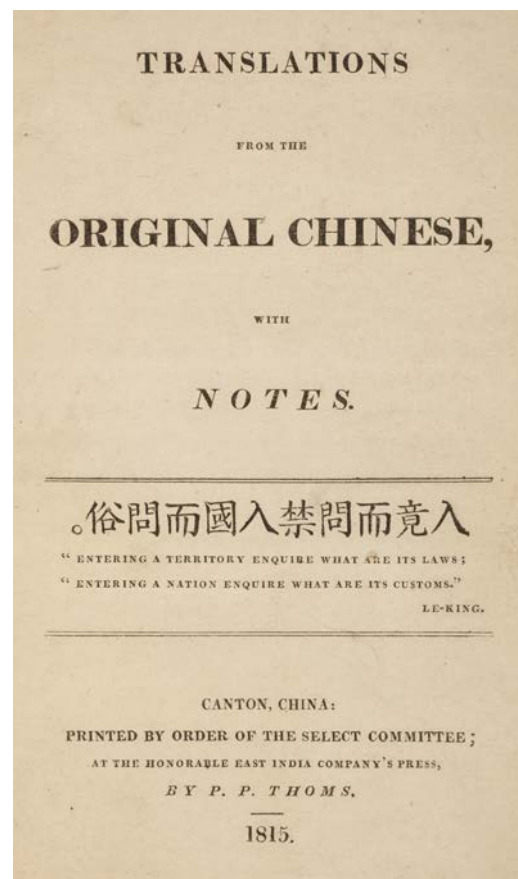 TRANSLATIONS
FROM THE
ORIGINAL CHINESE,
WITH
NOTES.
入竟而問禁入國而問俗。
“ ENTERING A TERRITORY ENQUIRE WHAT ARE ITS LAWS;
“ ENTERING A NATION ENQUIRE WHAT ARE ITS CUSTOMS.”
LE-KING.
CANTON, CHINA:
PRINTED BY ORDER OF THE SELECT COMMITTEE;
AT THE HONORABLE EAST INDIA COMPANY'S PRESS,
BY P. P. THOMS.
1815.